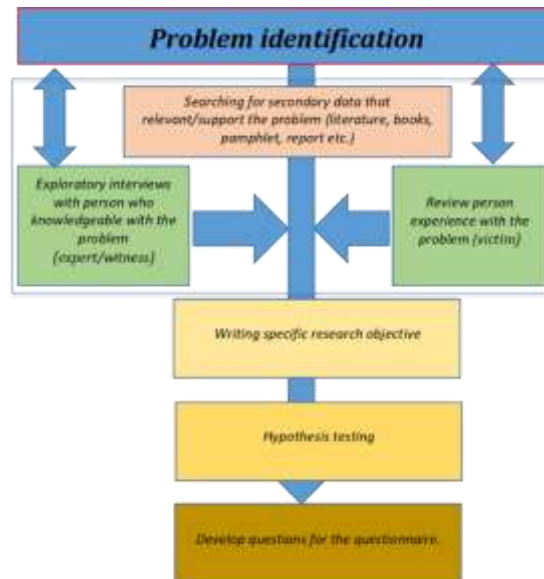 Problem identification
Searching for secondary data that
relevant/support the problem (literature, books,
pamphlet, report etc.)
Exploratory interviews
with person who
knowledgeable with the
problem
(expert/witness)
Review person
experience with the
problem (victim)
Writing specific research objective
Hypothesis testing
Develop questions for the questionnaire.